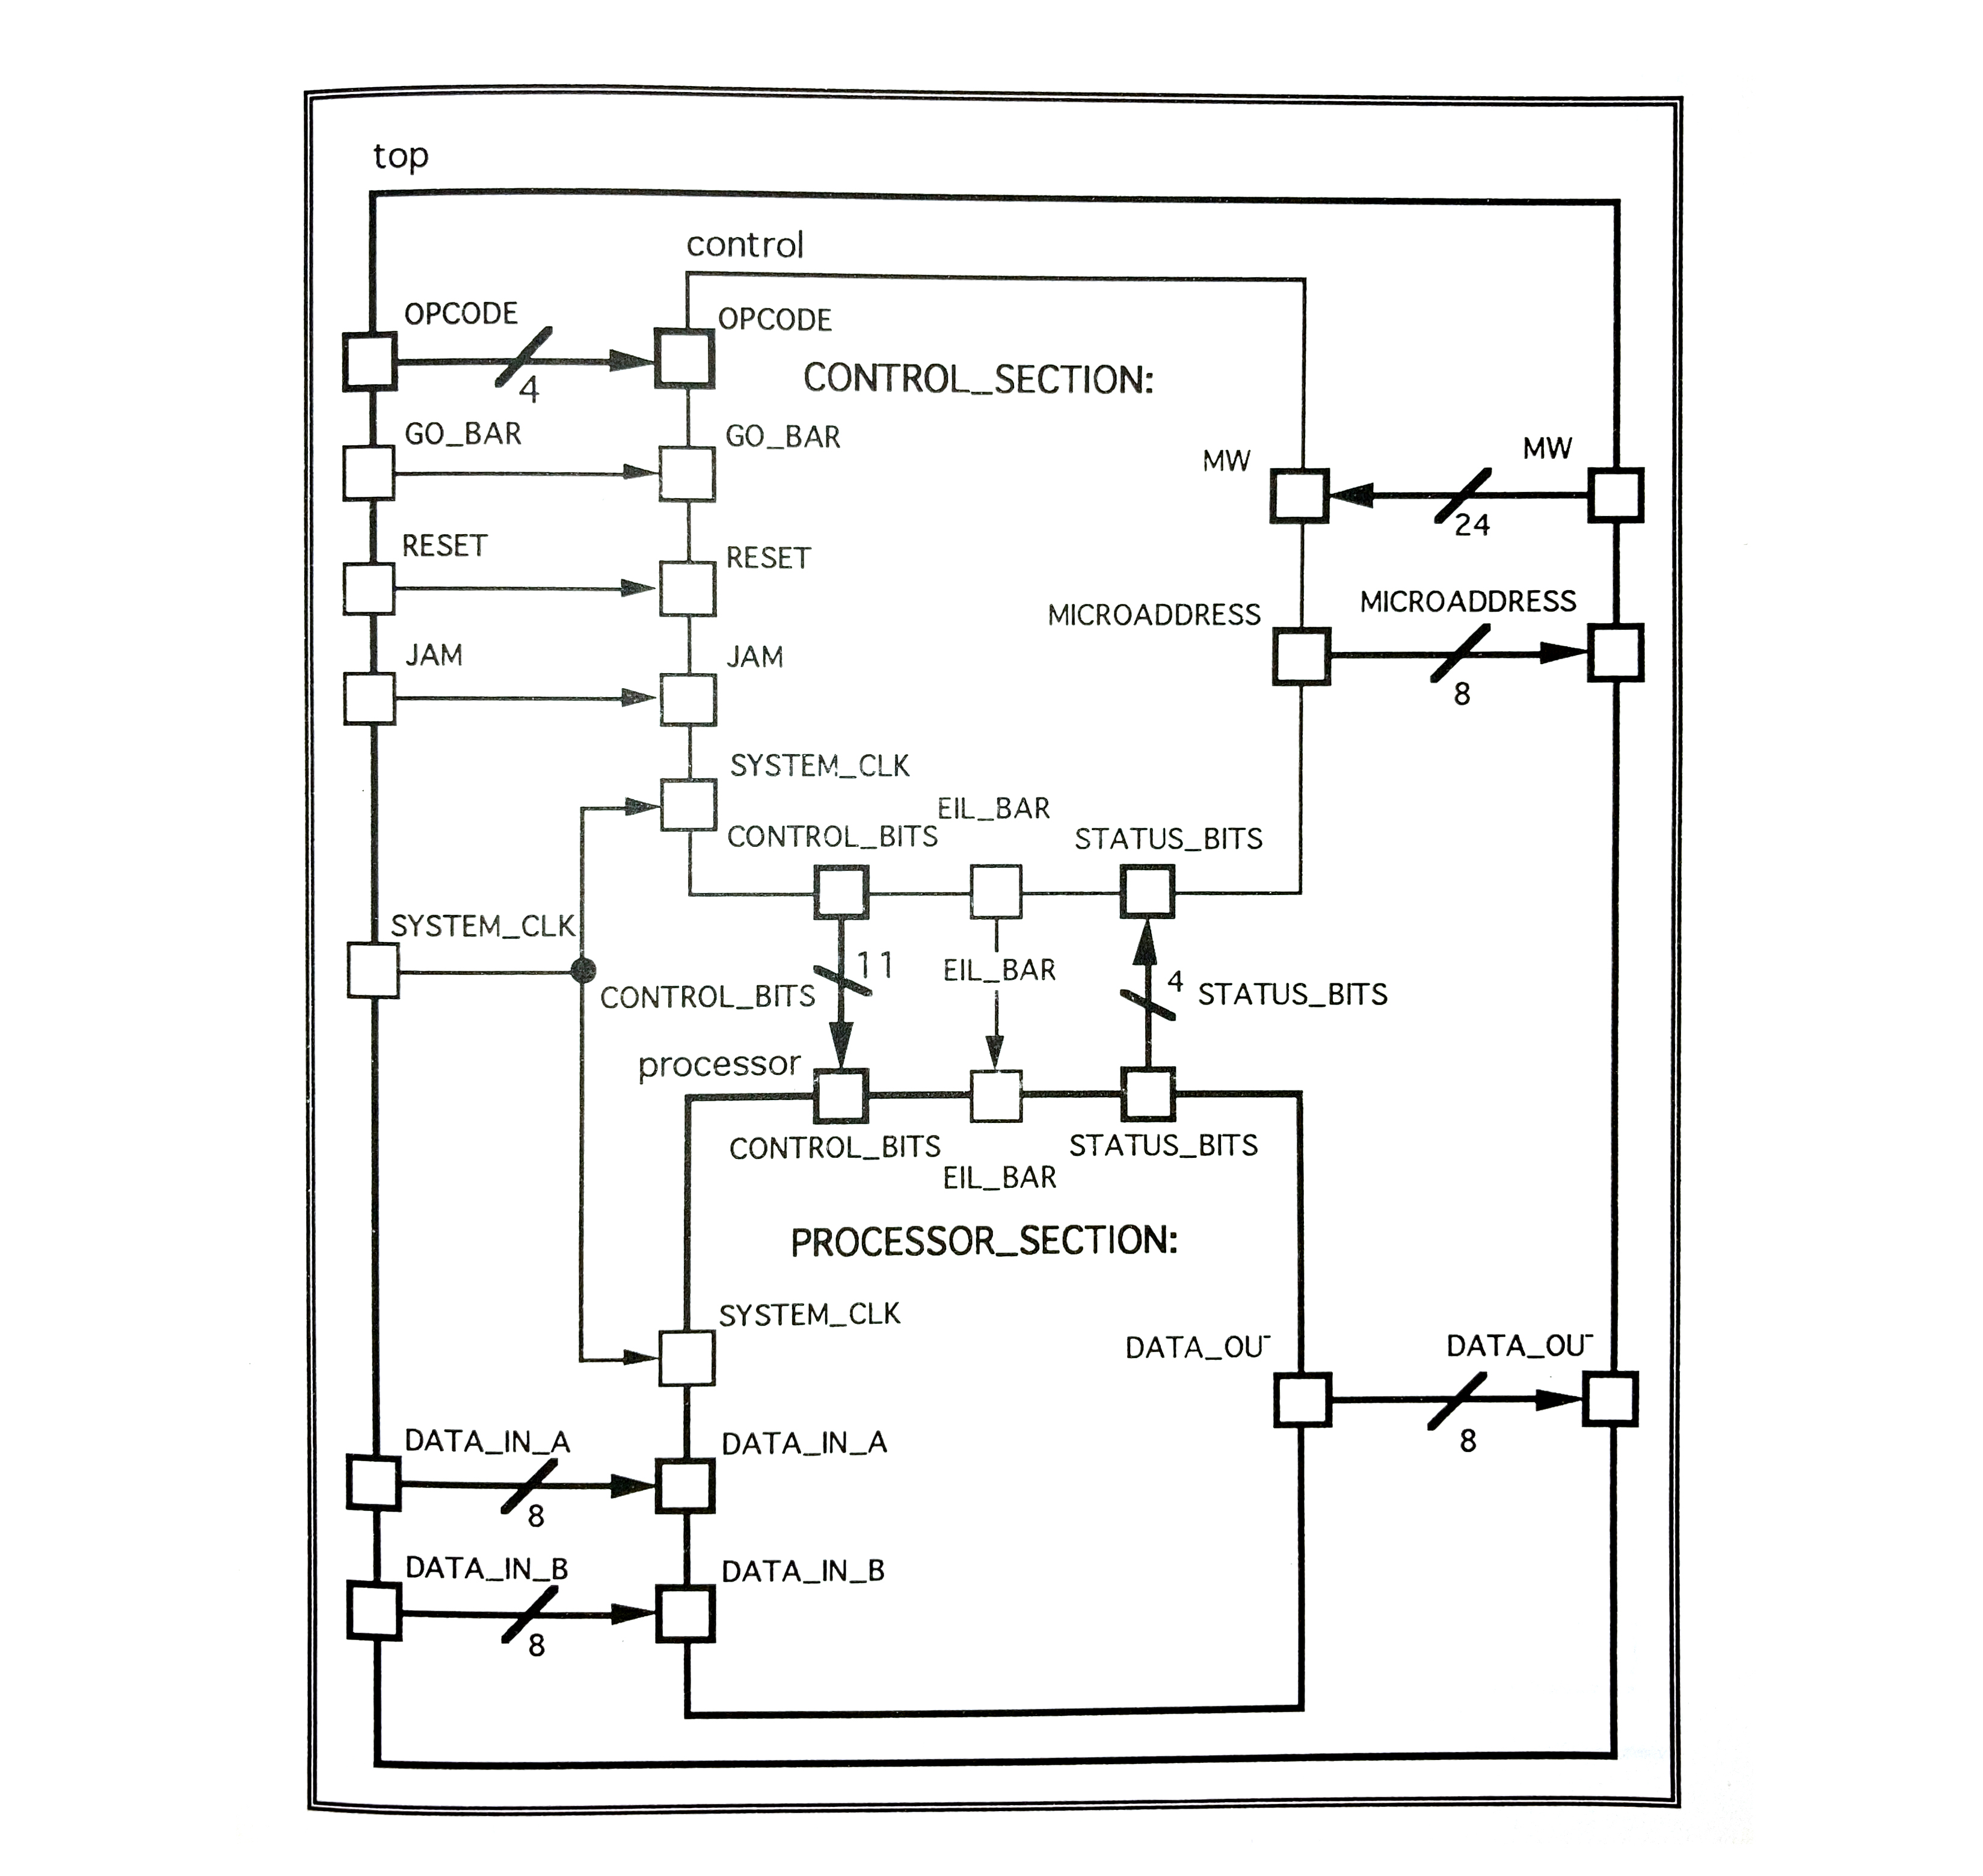 top
control
OPCODE
OPCODE
4
CONTROL_SECTION:
GO_BAR
GO_BAR
MW
MW
24
RESET
RESET
MICROADDRESS
MICROADDRESS
8
JAM
JAM
SYSTEM_CLK
EIL_BAR
CONTROL_BITS
STATUS_BITS
SYSTEM_CLK
11
CONTROL_BITS
EIL_BAR
4
STATUS_BITS
processor
CONTROL_BITS
STATUS_BITS
EIL_BAR
PROCESSOR_SECTION:
SYSTEM_CLK
DATA_OUT
DATA_OUT
8
DATA_IN_A
DATA_IN_A
8
DATA_IN_B
DATA_IN_B
8